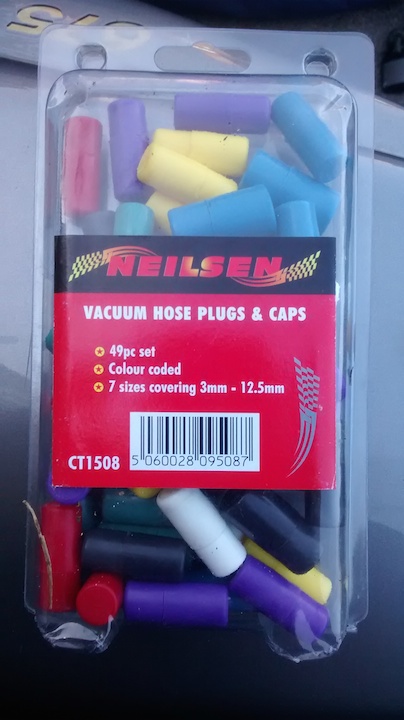 NEILSEN
VACUUM HOSE PLUGS & CAPS
49pc set
Colour coded
7 sizes covering 3mm - 12.5mm
CT1508
5 060028 095087